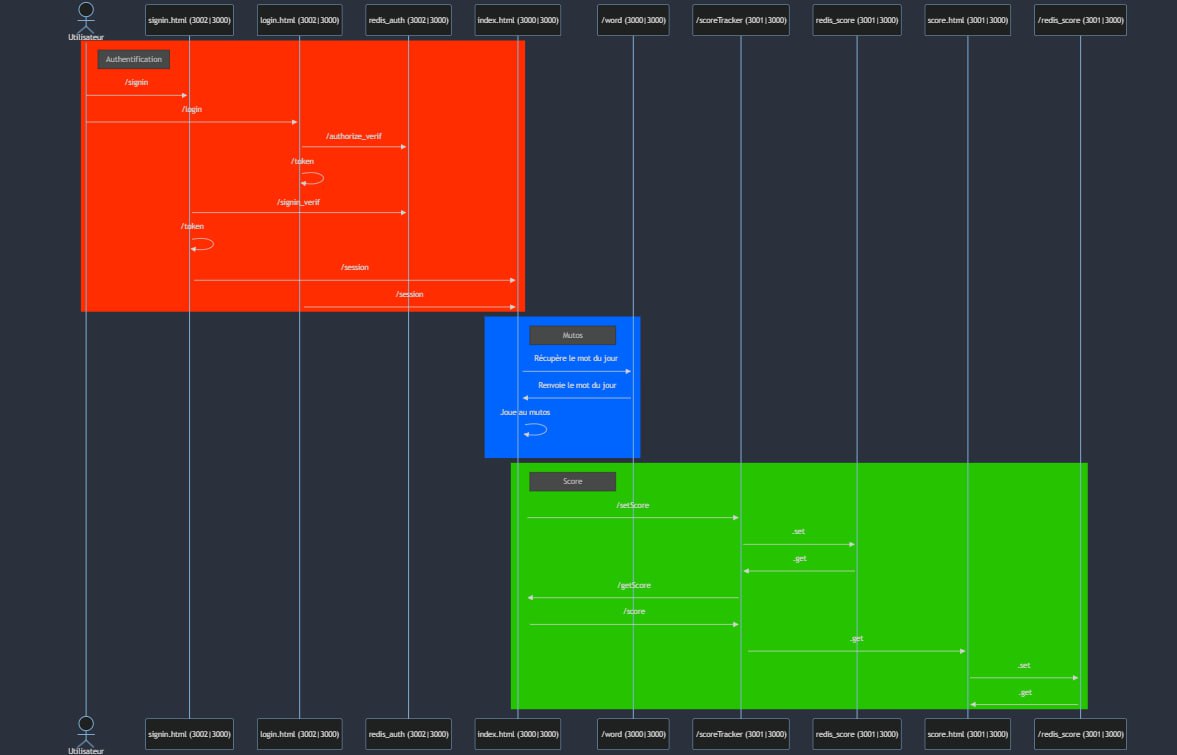 signin.html (3002|3000)
login.html (3002|3000)
redis_auth (3002|3000)
index.html (3000|3000)
/word (3000|3000)
/scoreTracker (3001|3000)
redis_score (3001|3000)
score.html (3001|3000)
/redis_score (3001|3000)
Utilisateur
Authentification
/signin
/login
/authorize_verif
/token
/signin_verif
/token
/session
/session
Mutos
Récupère le mot du jour
Renvoie le mot du jour
Joue au mutos
Score
/setScore
.set
.get
/getScore
/score
.get
.set
.get
signin.html (3002|3000)
login.html (3002|3000)
redis_auth (3002|3000)
index.html (3000|3000)
/word (3000|3000)
/scoreTracker (3001|3000)
redis_score (3001|3000)
score.html (3001|3000)
/redis_score (3001|3000)
Utilisateur